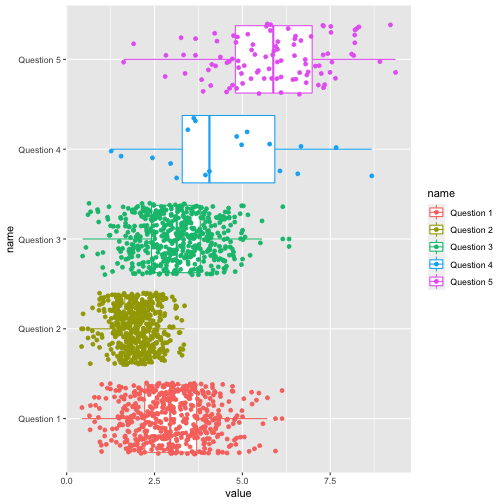 Question 5
Question 4
Question 3
Question 2
Question 1
name
0.0
2.5
5.0
7.5
value
name
Question 1
Question 2
Question 3
Question 4
Question 5